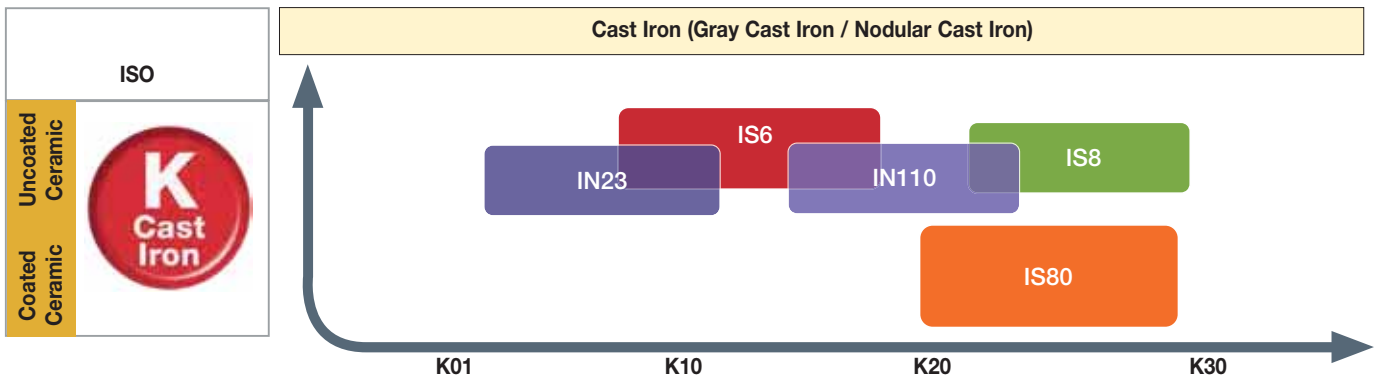 Cast Iron (Gray Cast Iron / Nodular Cast Iron)
ISO
Uncoated
Ceramic
Coated
Ceramic
K
Cast
Iron
IS6
IN23
IN110
IS8
IS80
K01
K10
K20
K30